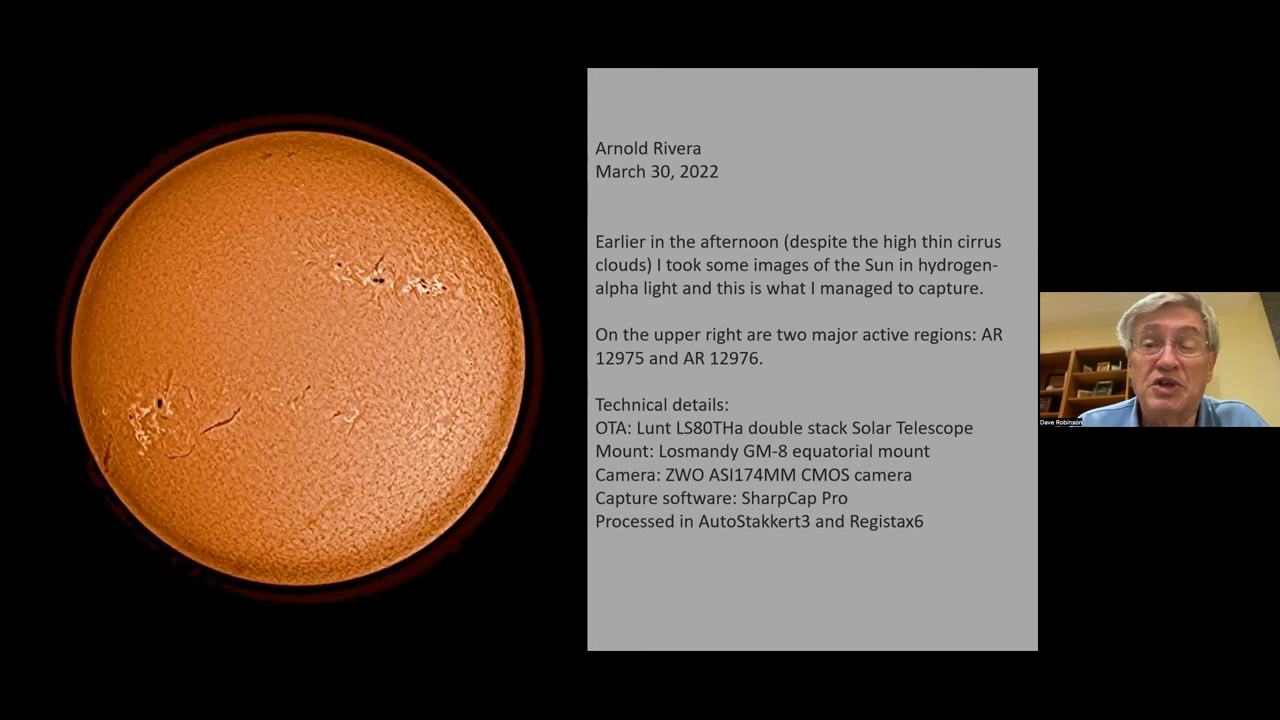 Arnold Rivera
March 30, 2022
Earlier in the afternoon (despite the high thin cirrus
clouds) I took some images of the Sun in hydrogen-
alpha light and this is what I managed to capture.
On the upper right are two major active regions: AR
12975 and AR 12976.
Technical details:
OTA: Lunt LS80THa double stack Solar Telescope
Mount: Losmandy GM-8 equatorial mount
Camera: ZWO ASI174MM CMOS camera
Capture software: SharpCap Pro
Processed in AutoStakkert3 and Registax6
Dave Robinson